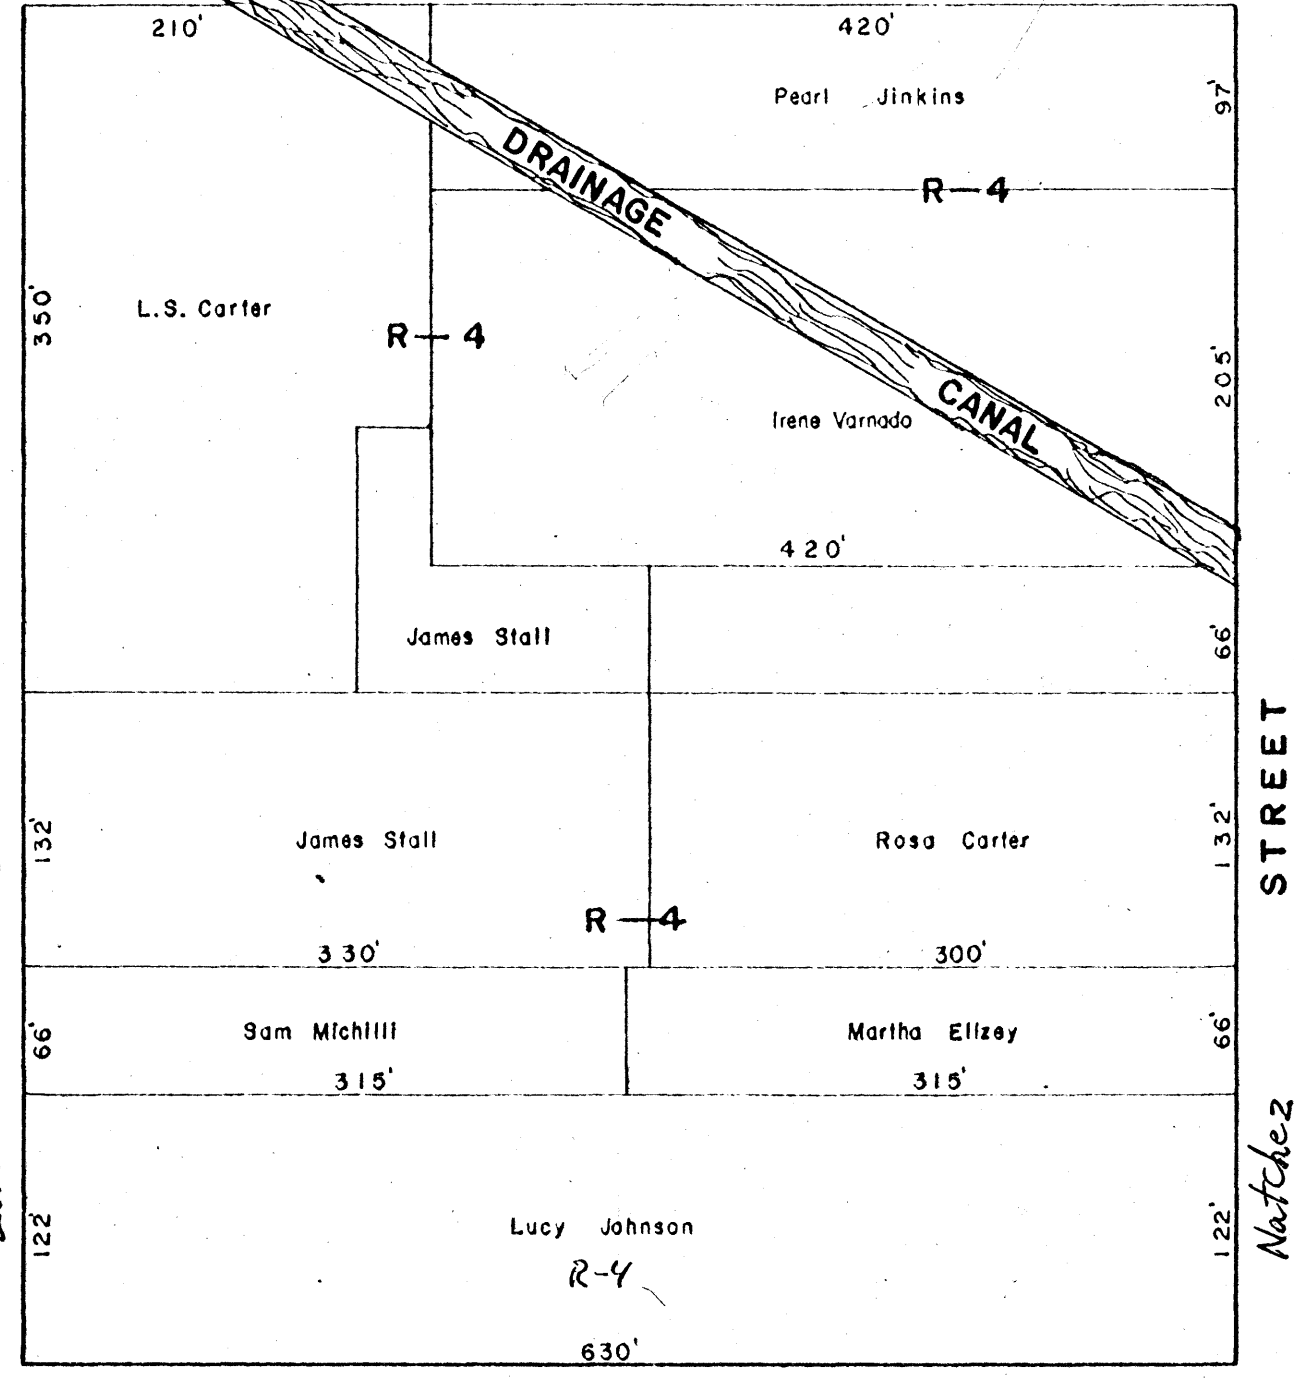 210'
420'
Pearl Jinkins
97'
DRAINAGE
R-4
L.S. Carter
350'
R-4
205'
CANAL
Irene Varnado
420'
James Stall
66'
STREET
132'
James Stall
Rosa Carter
132'
R-4
330'
300'
66'
Sam Michilli
Martha Ellzey
66'
315'
315'
Natchez
122'
Lucy Johnson
122'
R-4
630'